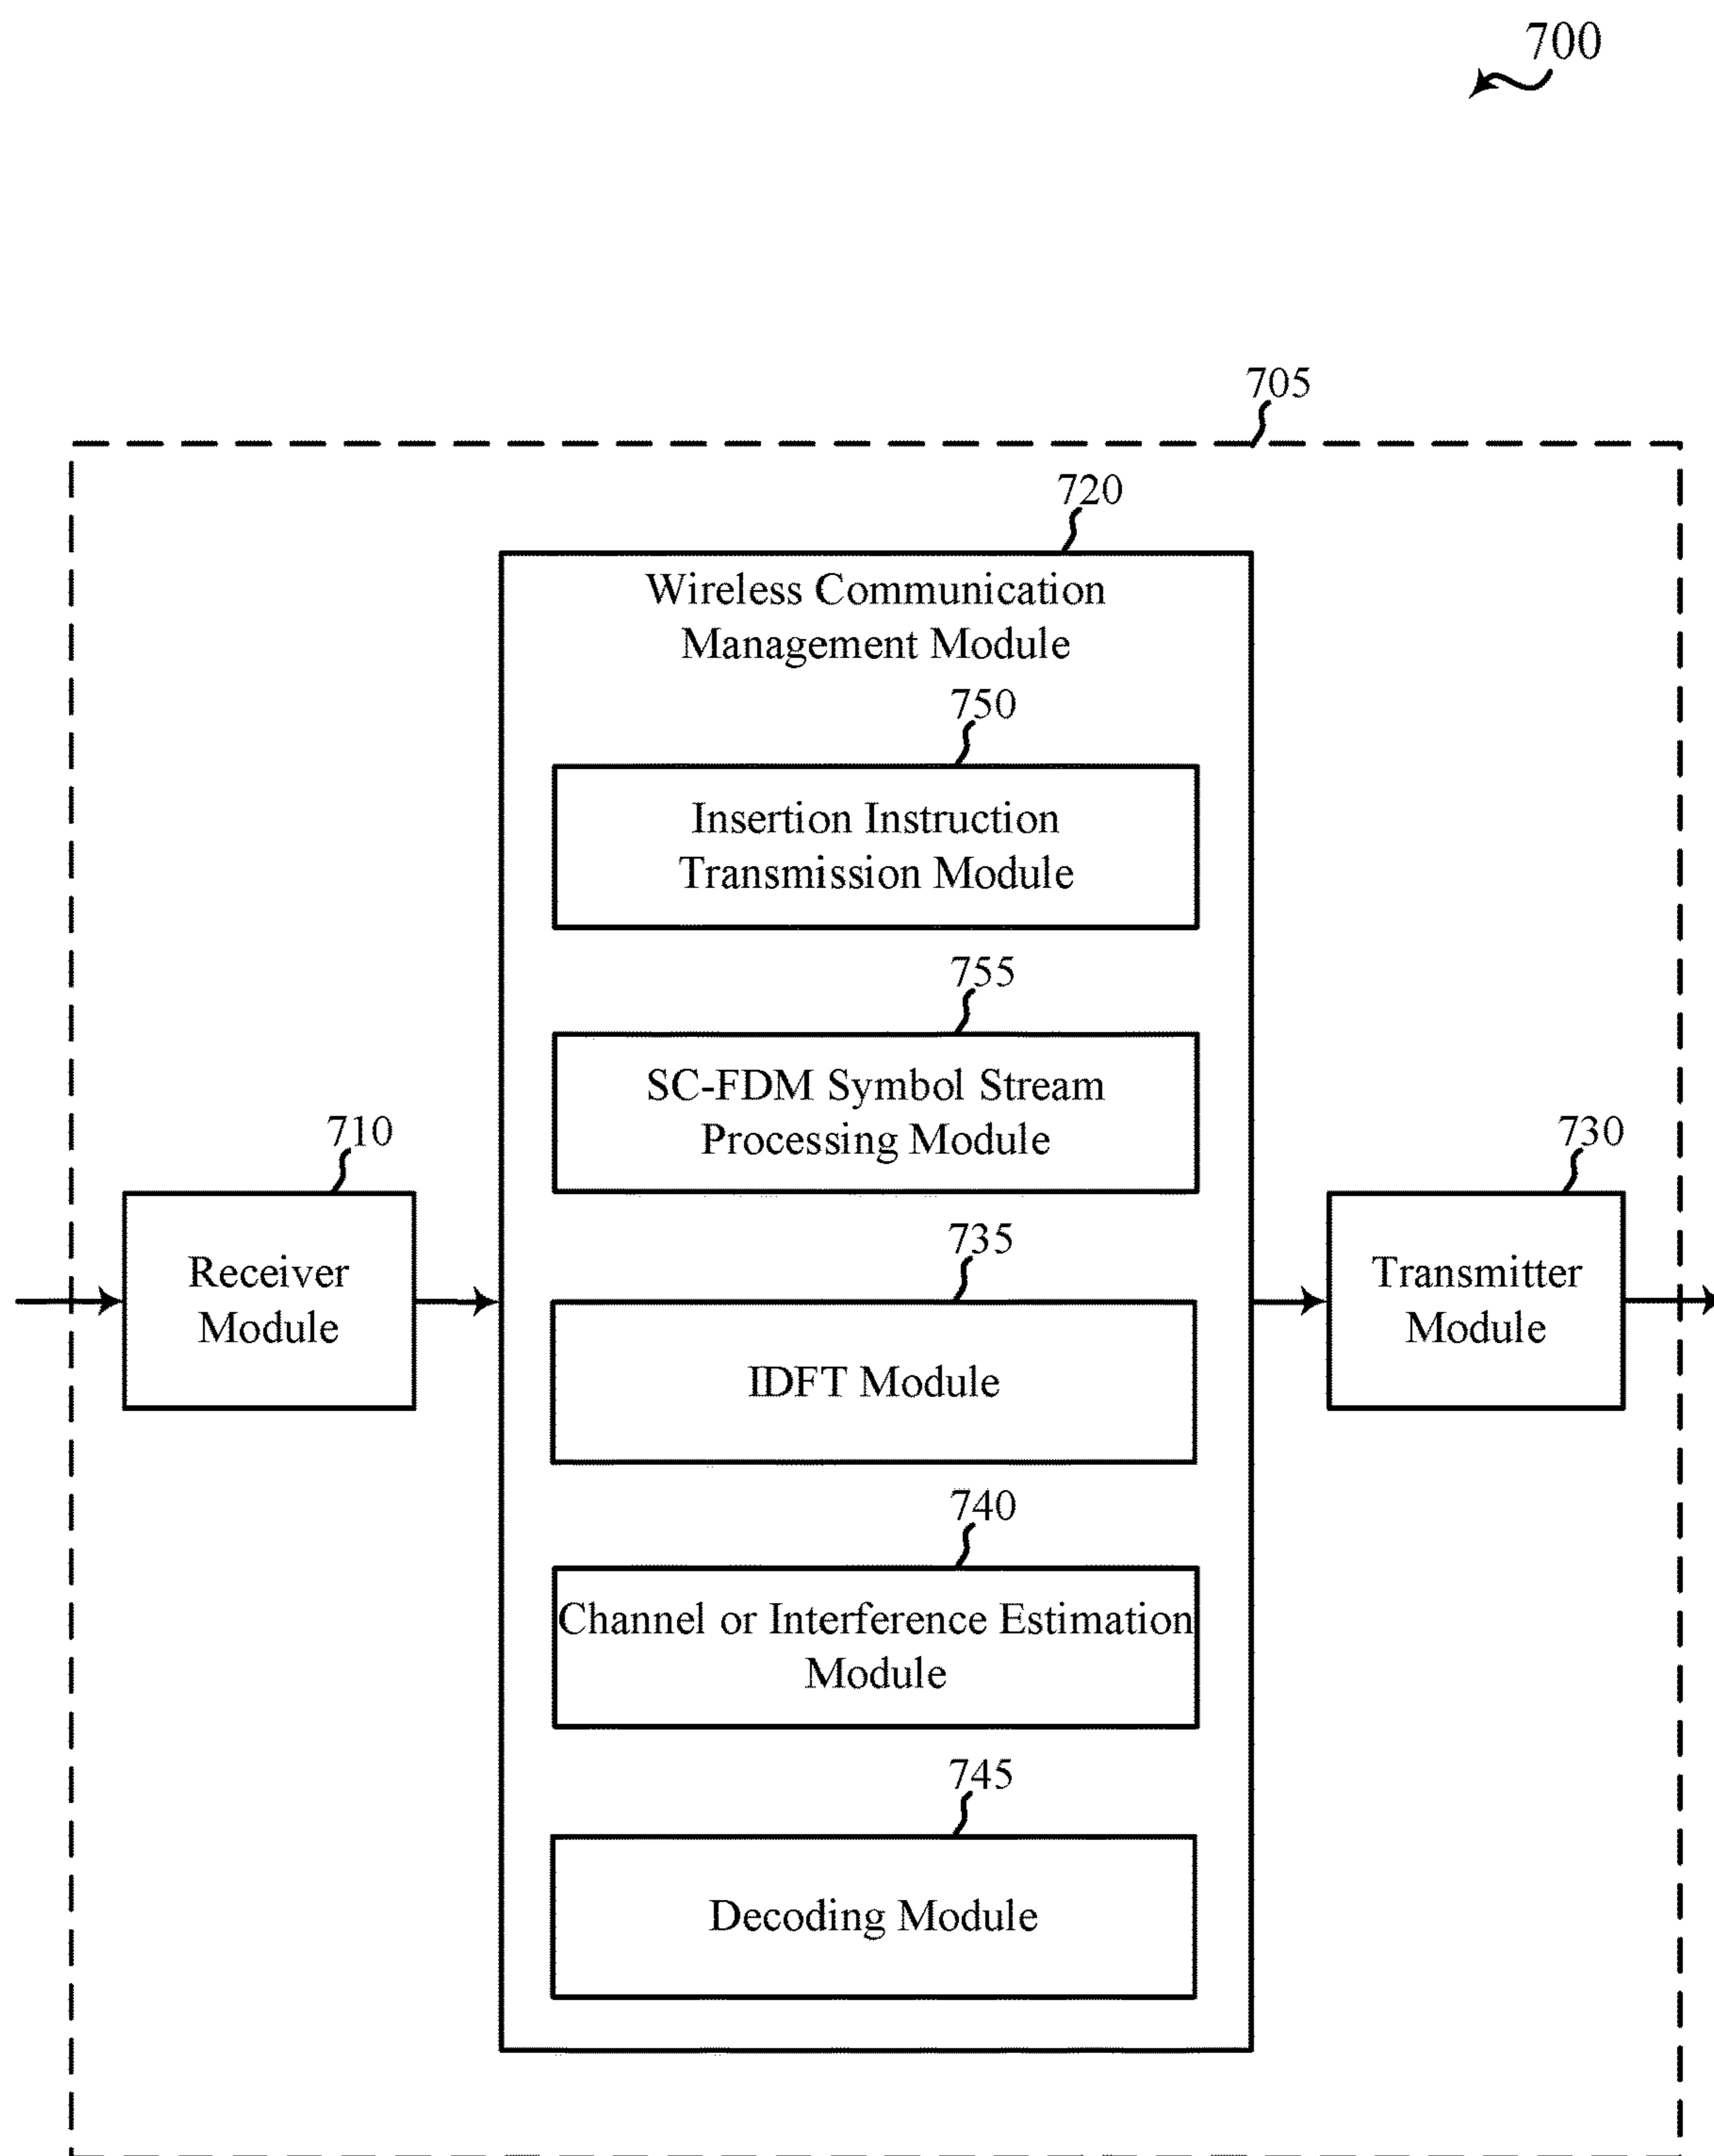 700
705
720
Wireless Communication
Management Module
750
Insertion Instruction
Transmission Module
755
SC-FDM Symbol Stream
Processing Module
710
Receiver
Module
735
IDFT Module
730
Transmitter
Module
740
Channel or Interference Estimation
Module
745
Decoding Module